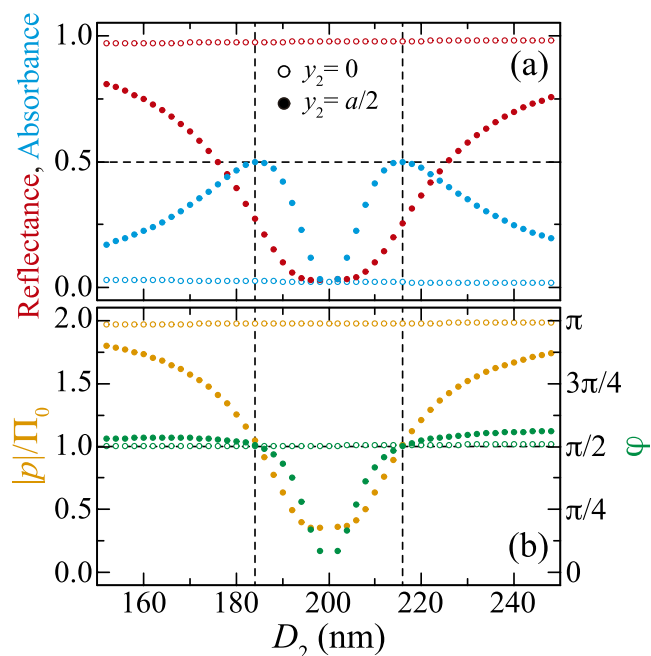 1.0
(a)
y₂= 0
y₂= a/2
Reflectance, Absorbance
0.5
0.0
2.0
π
1.5
3π/4
|p|/Π₀
1.0
π/2
φ
0.5
π/4
(b)
0.0
0
160 180 200 220 240
D₂ (nm)